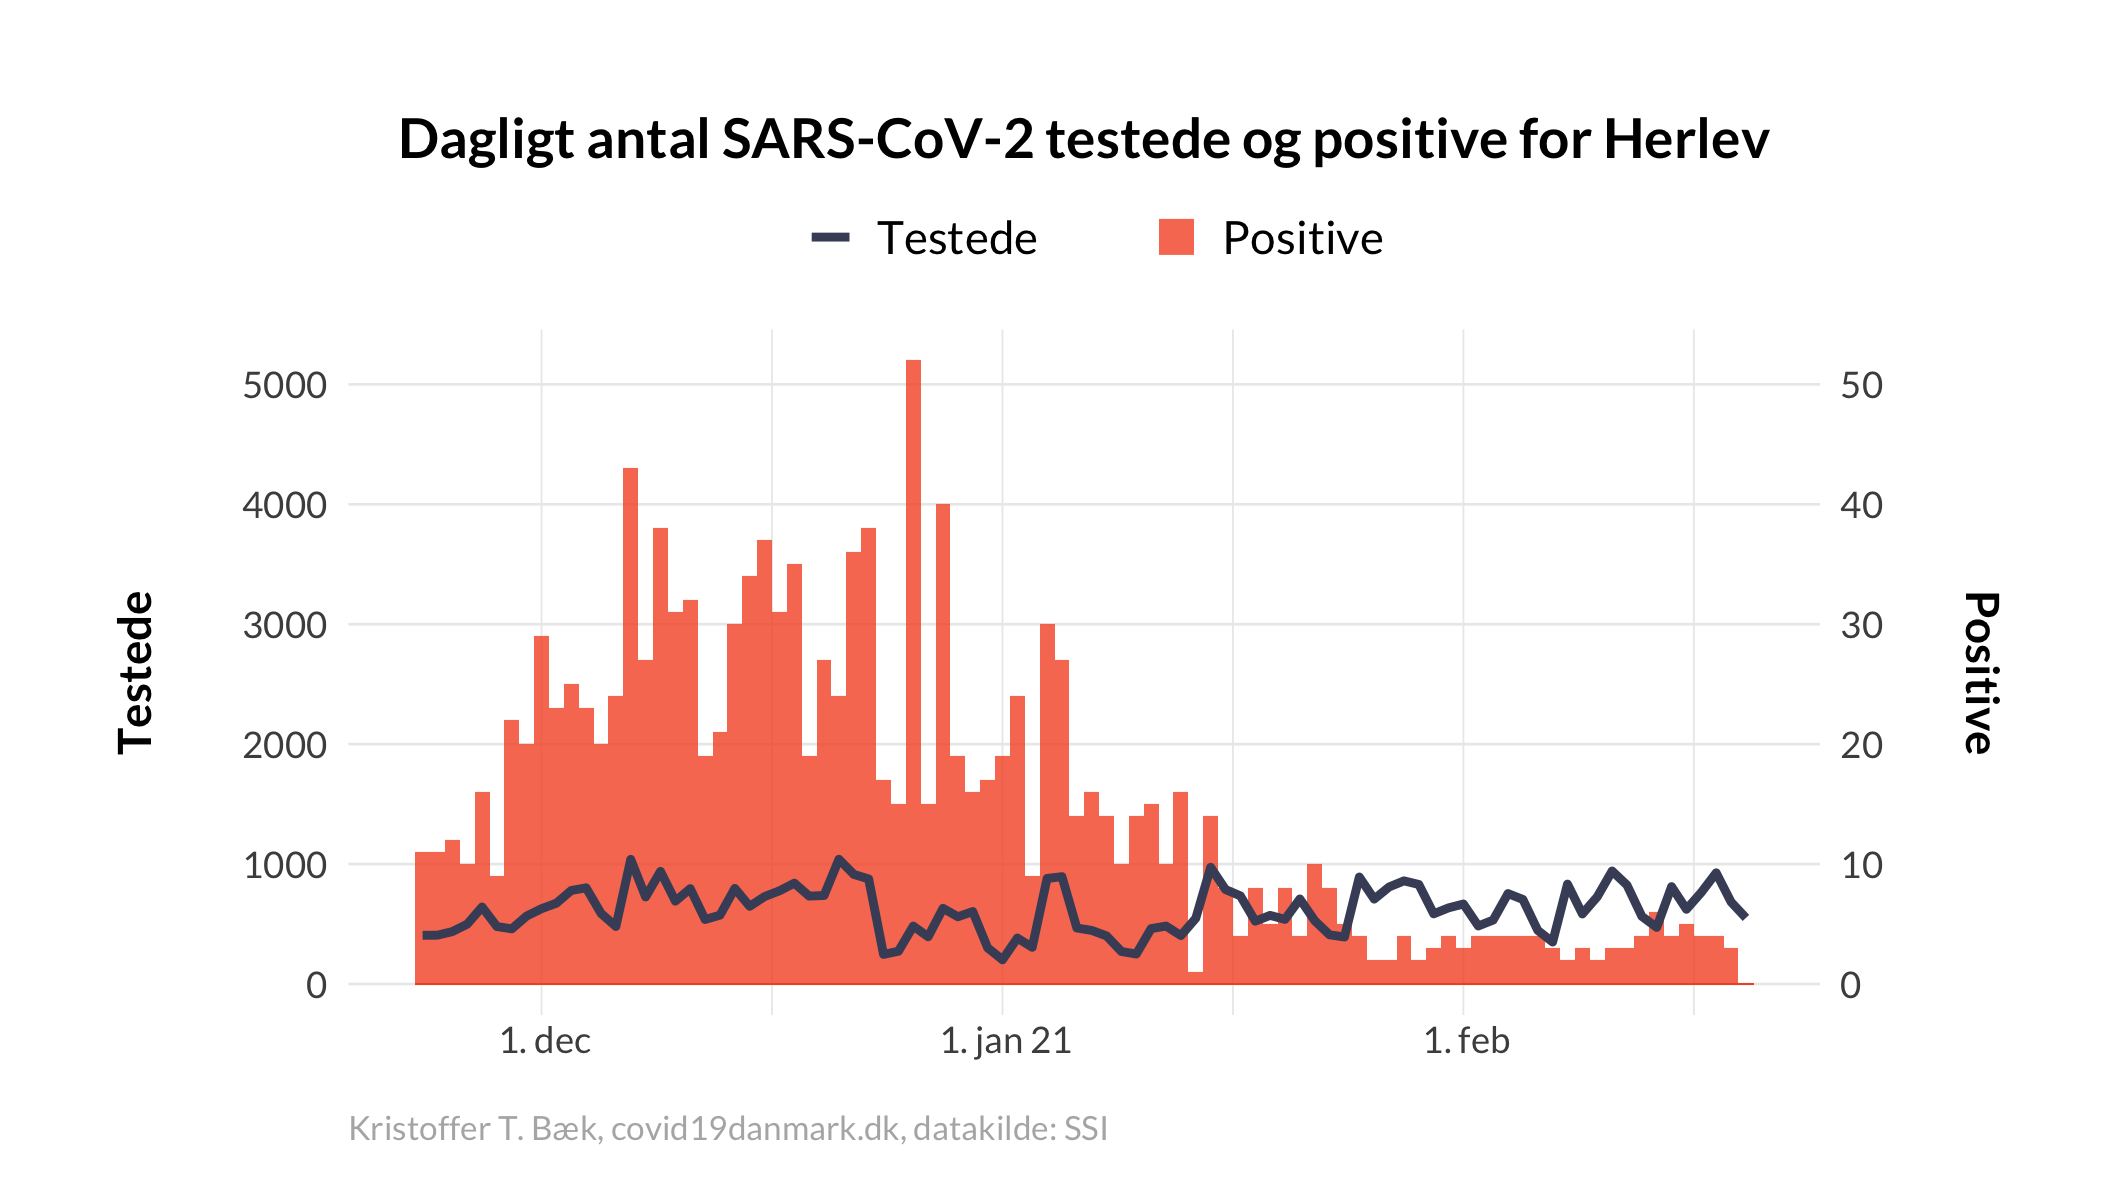 Dagligt antal SARS-CoV-2 testede og positive for Herlev
Testede Positive
5000 50
4000 40
3000 30
2000 20
1000 10
0 0
Testede
Positive
1. dec 1. jan 21 1. feb
Kristoffer T. Bæk, covid19danmark.dk, datakilde: SSI